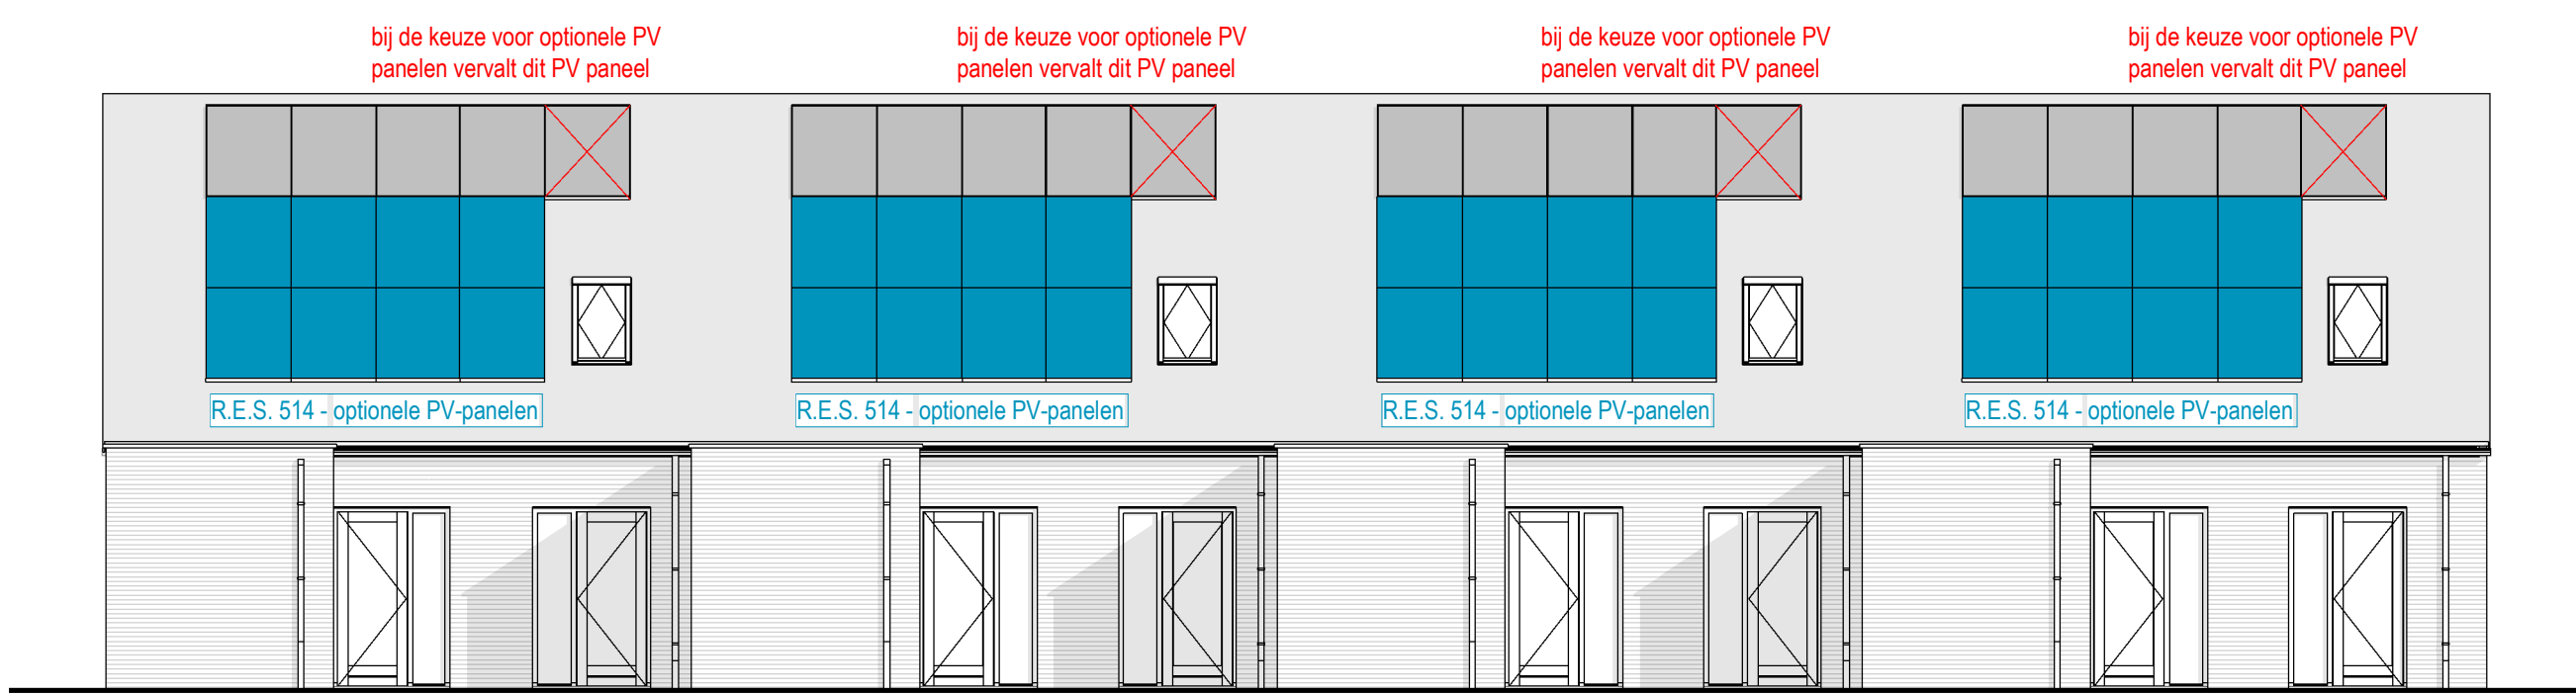 bij de keuze voor optionele PV
panelen vervalt dit PV paneel
bij de keuze voor optionele PV
panelen vervalt dit PV paneel
bij de keuze voor optionele PV
panelen vervalt dit PV paneel
bij de keuze voor optionele PV
panelen vervalt dit PV paneel
R.E.S. 514 - optionele PV-panelen
R.E.S. 514 - optionele PV-panelen
R.E.S. 514 - optionele PV-panelen
R.E.S. 514 - optionele PV-panelen